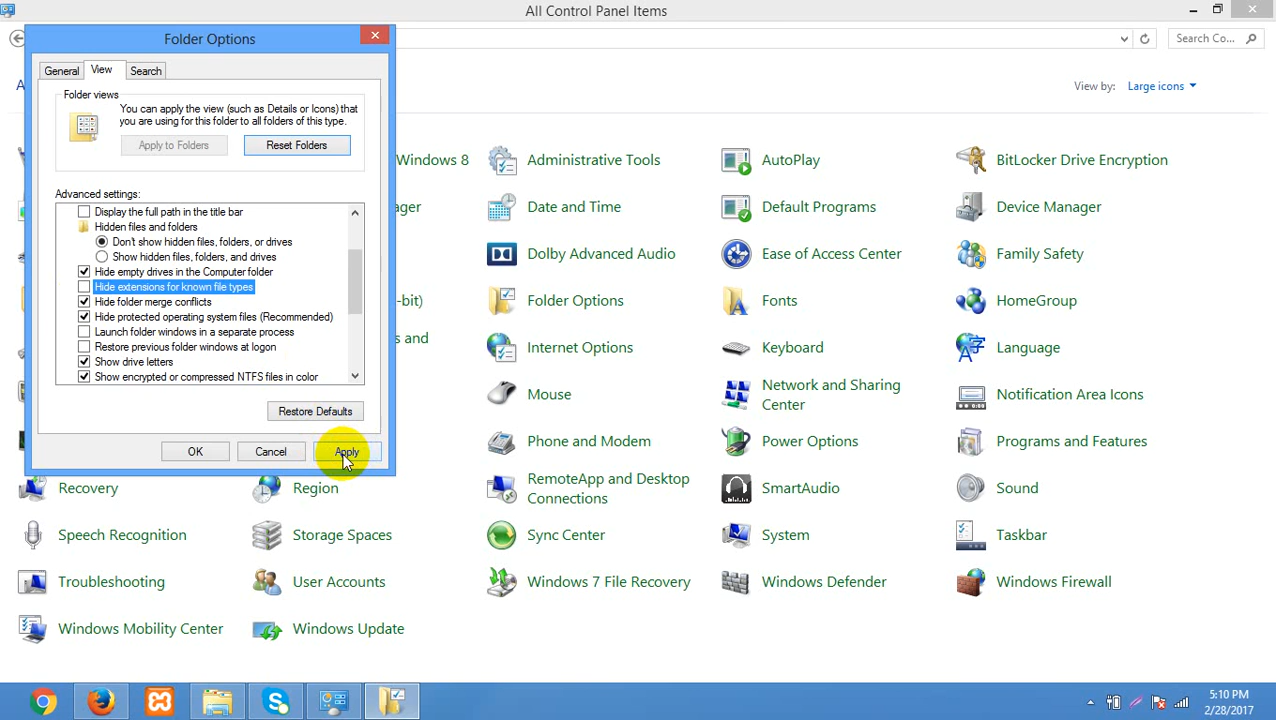 All Control Panel Items
Folder Options
Search Co...
General
View
Search
View by:
Large icons
Folder views
You can apply the view (such as Details or Icons) that
you are using for this folder to all folders of this type.
Apply to Folders
Reset Folders
Advanced settings:
Display the full path in the title bar
Hidden files and folders
Don't show hidden files, folders, or drives
Show hidden files, folders, and drives
Hide empty drives in the Computer folder
Hide extensions for known file types
Hide folder merge conflicts
Hide protected operating system files (Recommended)
Launch folder windows in a separate process
Restore previous folder windows at logon
Show drive letters
Show encrypted or compressed NTFS files in color
Restore Defaults
OK
Cancel
Apply
Windows 8
Administrative Tools
AutoPlay
BitLocker Drive Encryption
ager
Date and Time
Default Programs
Device Manager
Dolby Advanced Audio
Ease of Access Center
Family Safety
-bit)
Folder Options
Fonts
HomeGroup
s and
Internet Options
Keyboard
Language
Mouse
Network and Sharing
Center
Notification Area Icons
Phone and Modem
Power Options
Programs and Features
Recovery
Region
RemoteApp and Desktop
Connections
SmartAudio
Sound
Speech Recognition
Storage Spaces
Sync Center
System
Taskbar
Troubleshooting
User Accounts
Windows 7 File Recovery
Windows Defender
Windows Firewall
Windows Mobility Center
Windows Update
5:10 PM
2/28/2017